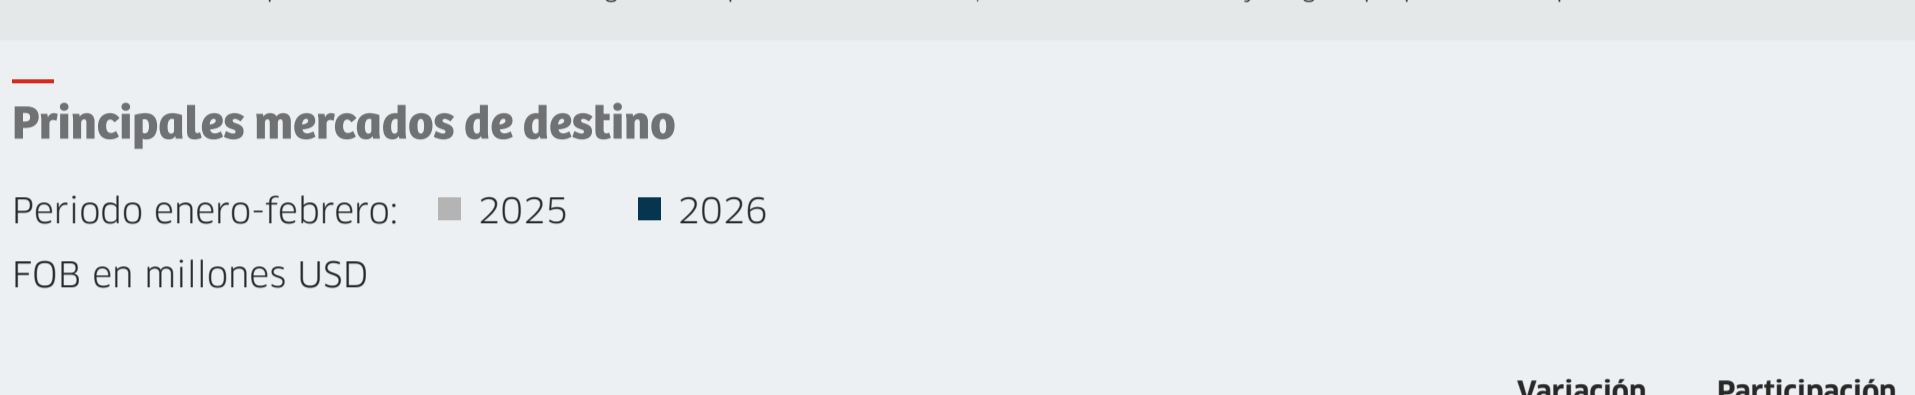 Principales mercados de destino
Periodo enero-febrero: 2025 2026
FOB en millones USD
Variación Participación